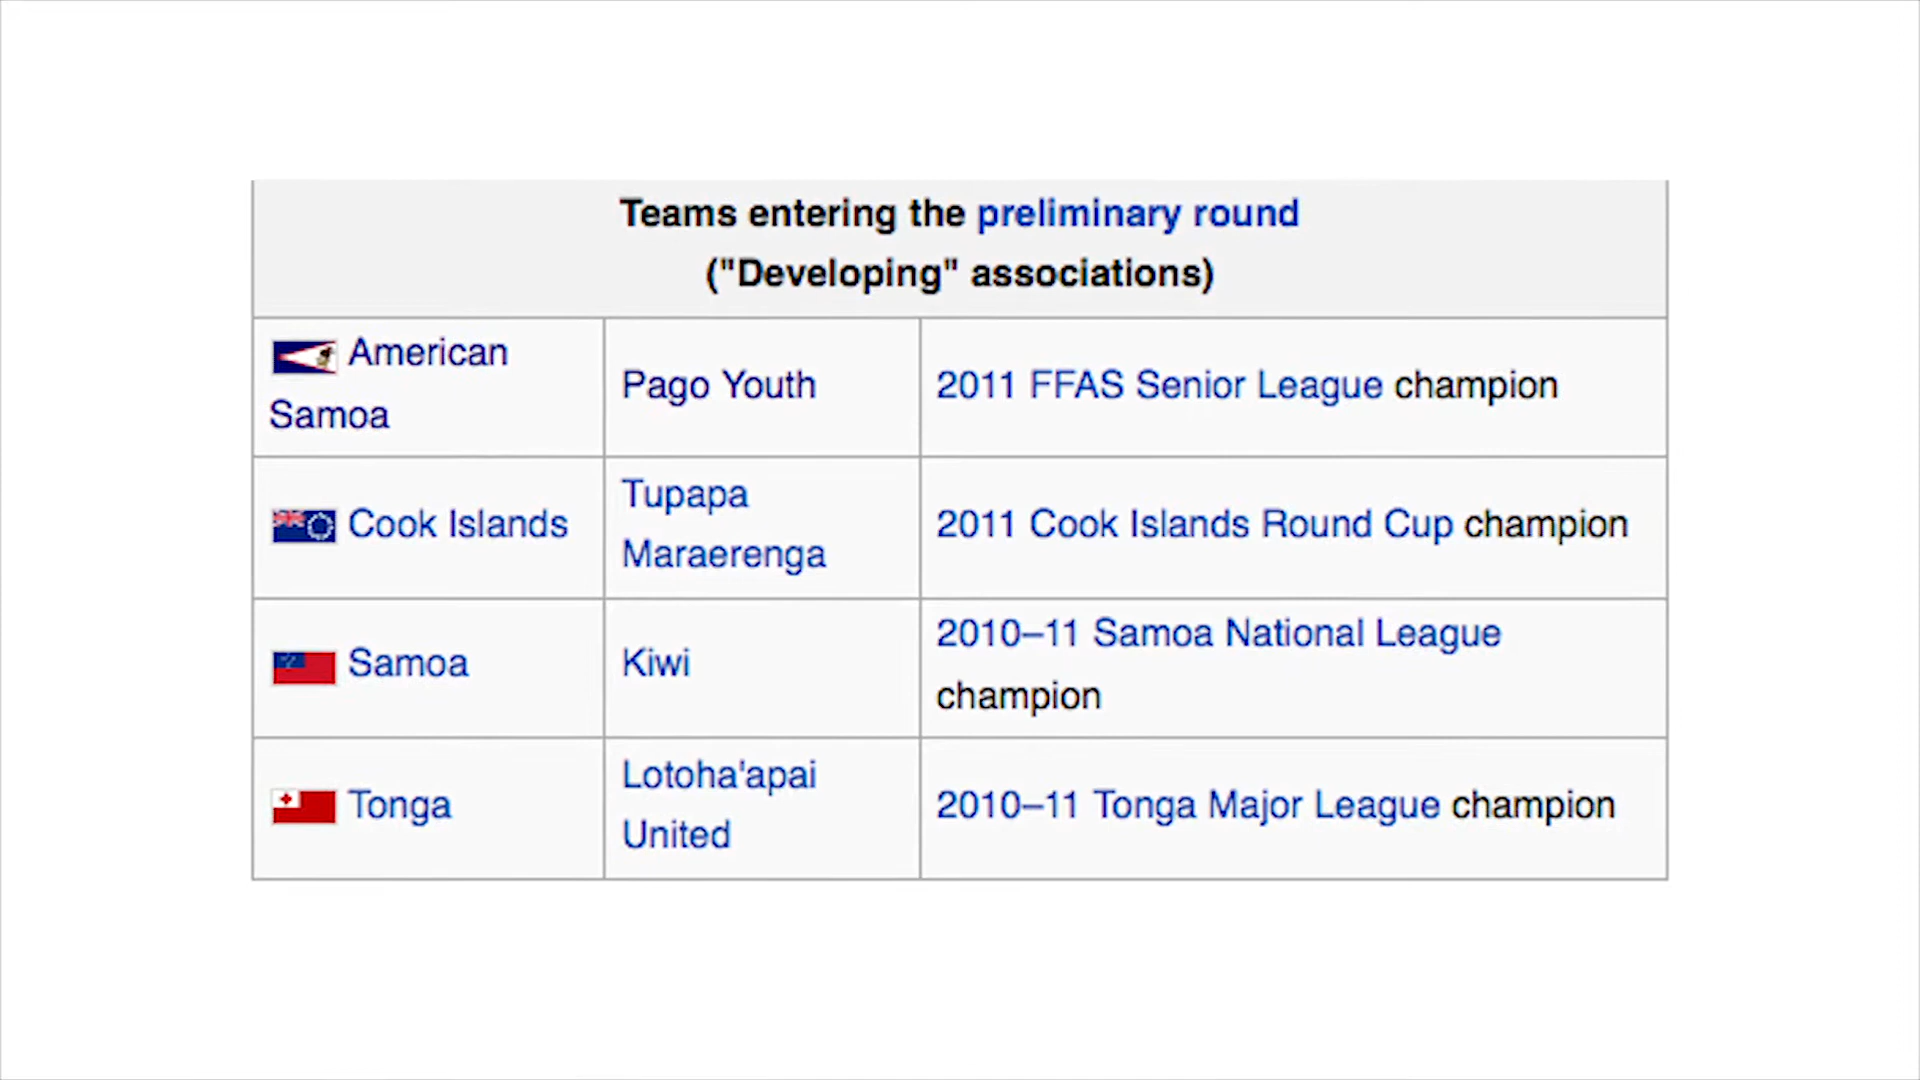 Teams entering the preliminary round
("Developing" associations)
American
Samoa
Pago Youth
2011 FFAS Senior League champion
Cook Islands
Tupapa
Maraerenga
2011 Cook Islands Round Cup champion
Samoa
Kiwi
2010–11 Samoa National League
champion
Tonga
Lotoha'apai
United
2010–11 Tonga Major League champion